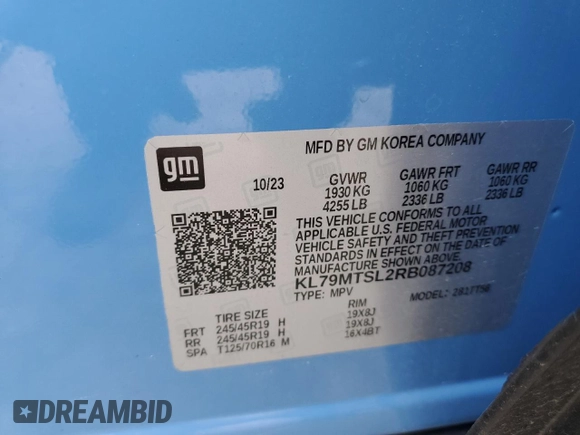 MFD BY GM KOREA COMPANY
gm
10/23
GVWR GAWR FRT GAWR RR
1930 KG 1060 KG 1060 KG
4255 LB 2336 LB 2336 LB
THIS VEHICLE CONFORMS TO ALL
APPLICABLE U.S. FEDERAL MOTOR
VEHICLE SAFETY AND THEFT PREVENTION
STANDARDS IN EFFECT ON THE DATE OF
MANUFACTURE SHOWN ABOVE.
KL79MTSL2RB087208
TYPE: MPV MODEL:
TIRE SIZE RIM
FRT 245/45R19 H 19X8J
RR 245/45R19 H 19X8J
SPA T125/70R16 M 16X4BT
DREAMBID